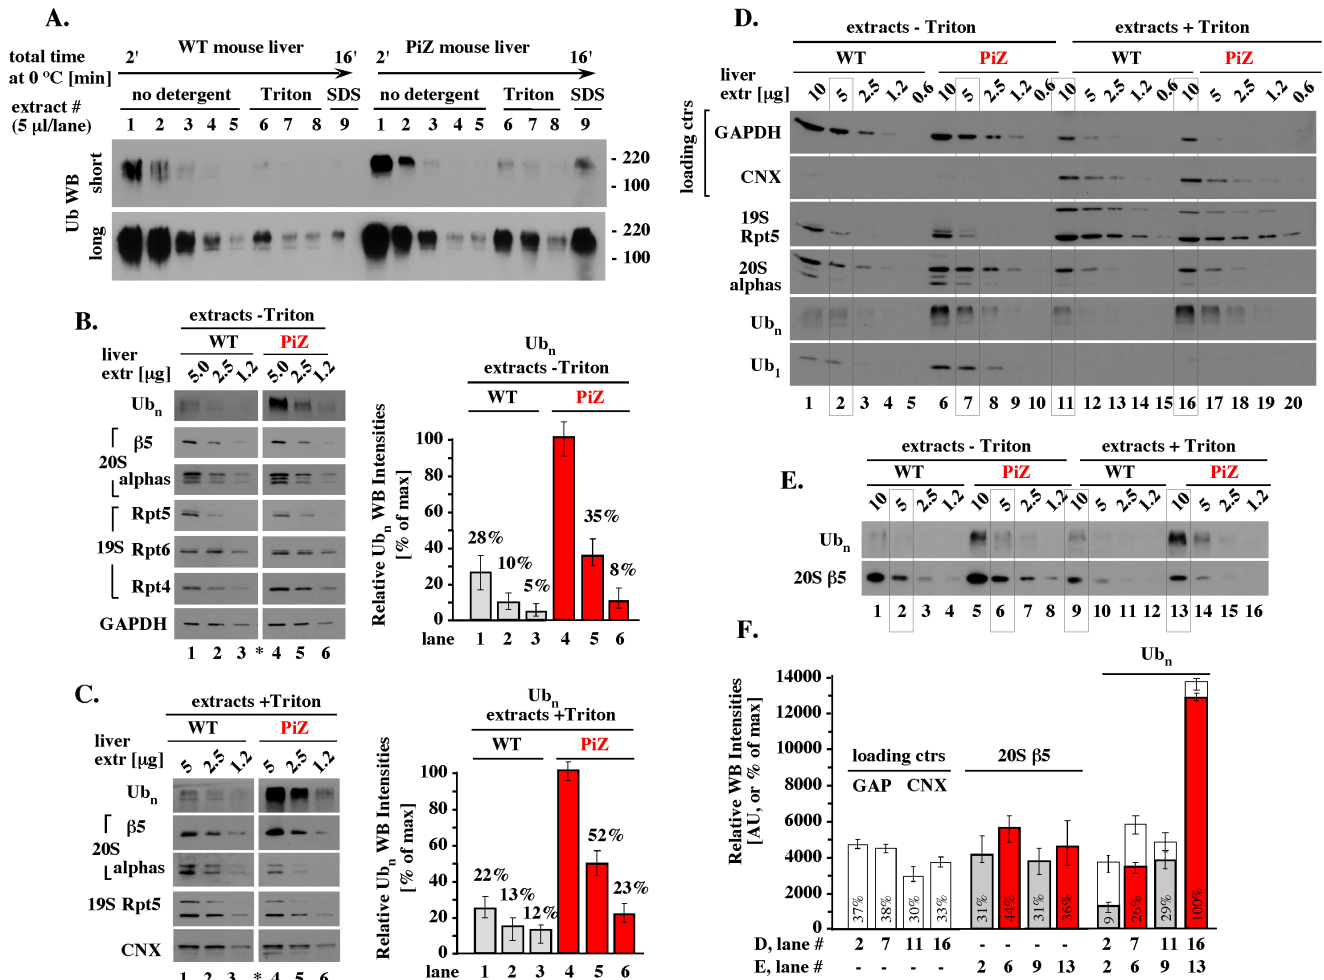 A.
WT mouse liver
PiZ mouse liver
total time
at 0 °C [min]
2'
16'
2'
16'
no detergent
Triton
SDS
no detergent
Triton
SDS
extract #
(5 µl/lane)
1 2 3 4 5 6 7 8 9
1 2 3 4 5 6 7 8 9
Ub WB
short
long
- 220
- 100
- 220
- 100
B.
extracts -Triton
WT
PiZ
liver
extr [µg]
5.0 2.5 1.2 5.0 2.5 1.2
Ubn
β5
20S
alphas
Rpt5
19S Rpt6
Rpt4
GAPDH
1 2 3 * 4 5 6
Ubn
extracts -Triton
WT
PiZ
Relative Ubn WB Intensities
[% of max]
100
80
60
40
20
0
28%
10%
5%
35%
8%
lane 1 2 3 4 5 6
C.
extracts +Triton
WT
PiZ
liver
extr [µg]
5 2.5 1.2 5 2.5 1.2
Ubn
β5
20S
alphas
19S Rpt5
CNX
1 2 3 * 4 5 6
Ubn
extracts +Triton
WT
PiZ
Relative Ubn WB Intensities
[% of max]
100
80
60
40
20
0
22%
13%
12%
52%
23%
lane 1 2 3 4 5 6
D.
extracts - Triton
extracts + Triton
WT
PiZ
WT
PiZ
liver
extr [µg]
10 5 2.5 1.2 0.6 10 5 2.5 1.2 0.6 10 5 2.5 1.2 0.6 10 5 2.5 1.2 0.6
loading ctrs
GAPDH
CNX
19S
Rpt5
20S
alphas
Ubn
Ub1
1 2 3 4 5 6 7 8 9 10 11 12 13 14 15 16 17 18 19 20
E.
extracts - Triton
extracts + Triton
WT
PiZ
WT
PiZ
10 5 2.5 1.2 10 5 2.5 1.2 10 5 2.5 1.2 10 5 2.5 1.2
Ubn
20S β5
1 2 3 4 5 6 7 8 9 10 11 12 13 14 15 16
F.
Relative WB Intensities
[AU, or % of max]
14000
12000
10000
8000
6000
4000
2000
0
loading ctrs
GAP CNX
20S β5
Ubn
37% 38% 30% 33% 31% 44% 31% 36% 9 26% 29% 100%
D, lane # 2 7 11 16 - - - - 2 7 11 16
E, lane # - - - - 2 6 9 13 2 6 9 13